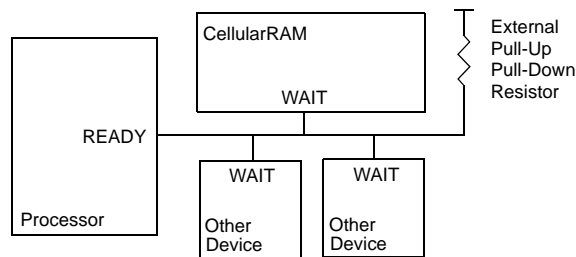 CellularRAM
WAIT
External
Pull-Up
Pull-Down
Resistor
READY
Processor
WAIT
Other
Device
WAIT
Other
Device